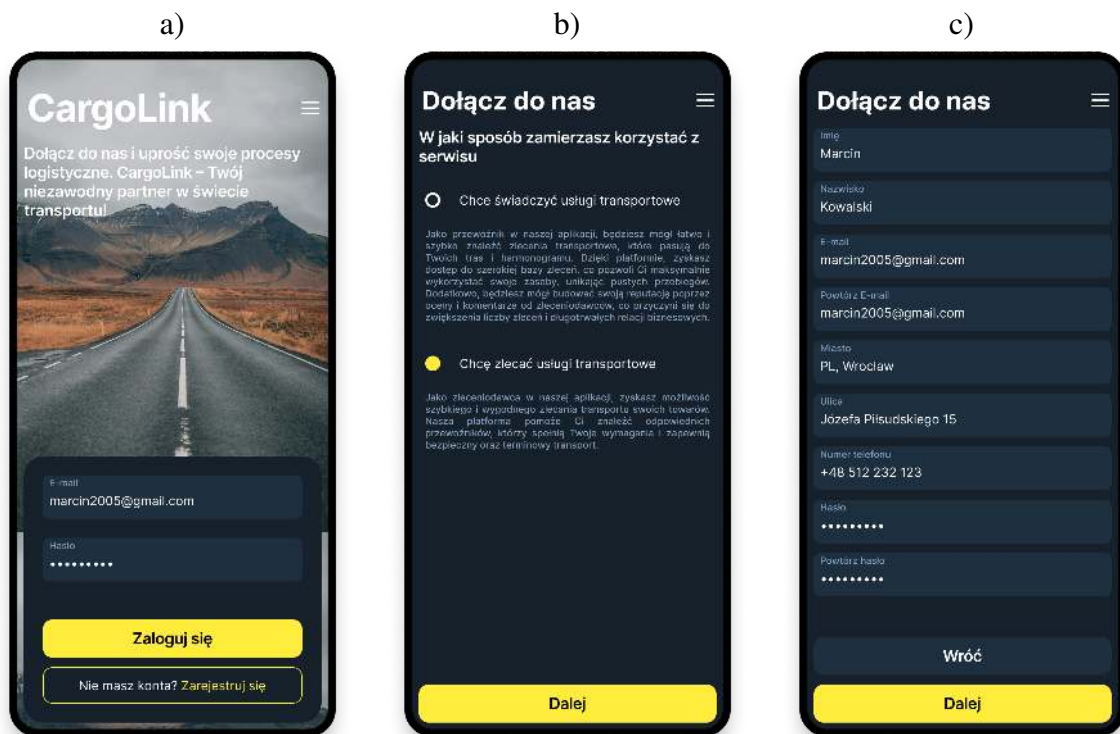 a)
CargoLink
Dołącz do nas i uprość swoje procesy
logistyczne. CargoLink – Twój
niezawodny partner w świecie
transportu!
E-mail
marcin2005@gmail.com
Hasło
•••••••••
Zaloguj się
Nie masz konta? Zarejestruj się
b)
Dołącz do nas
W jaki sposób zamierzasz korzystać z
serwisu
Chce świadczyć usługi transportowe
Jako przewoźnik w naszej aplikacji, będziesz mógł łatwo i
szybko znaleźć zlecenia transportowe, które pasują do
Twoich tras i harmonogramu. Dzięki platformie, zyskasz
dostęp do szerokiej bazy zleceń, co pozwoli Ci maksymalnie
wykorzystać swoje zasoby, unikając pustych przebiegów.
Dodatkowo, będziesz mógł budować swoją reputację poprzez
oceny i komentarze od zleceniodawców, co przyczyni się do
zwiększenia liczby zleceń i długotrwałych relacji biznesowych.
Chcę zlecać usługi transportowe
Jako zleceniodawca w naszej aplikacji, zyskasz możliwość
szybkiego i wygodnego zlecania transportu swoich towarów.
Nasza platforma pomoże Ci znaleźć odpowiednich
przewoźników, którzy spełnią Twoje wymagania i zapewnią
bezpieczny oraz terminowy transport.
Dalej
c)
Dołącz do nas
Imię
Marcin
Nazwisko
Kowalski
E-mail
marcin2005@gmail.com
Powtórz E-mail
marcin2005@gmail.com
Miasto
PL, Wroclaw
Ulica
Józefa Piłsudskiego 15
Numer telefonu
+48 512 232 123
Hasło
•••••••••
Powtórz hasło
•••••••••
Wróć
Dalej